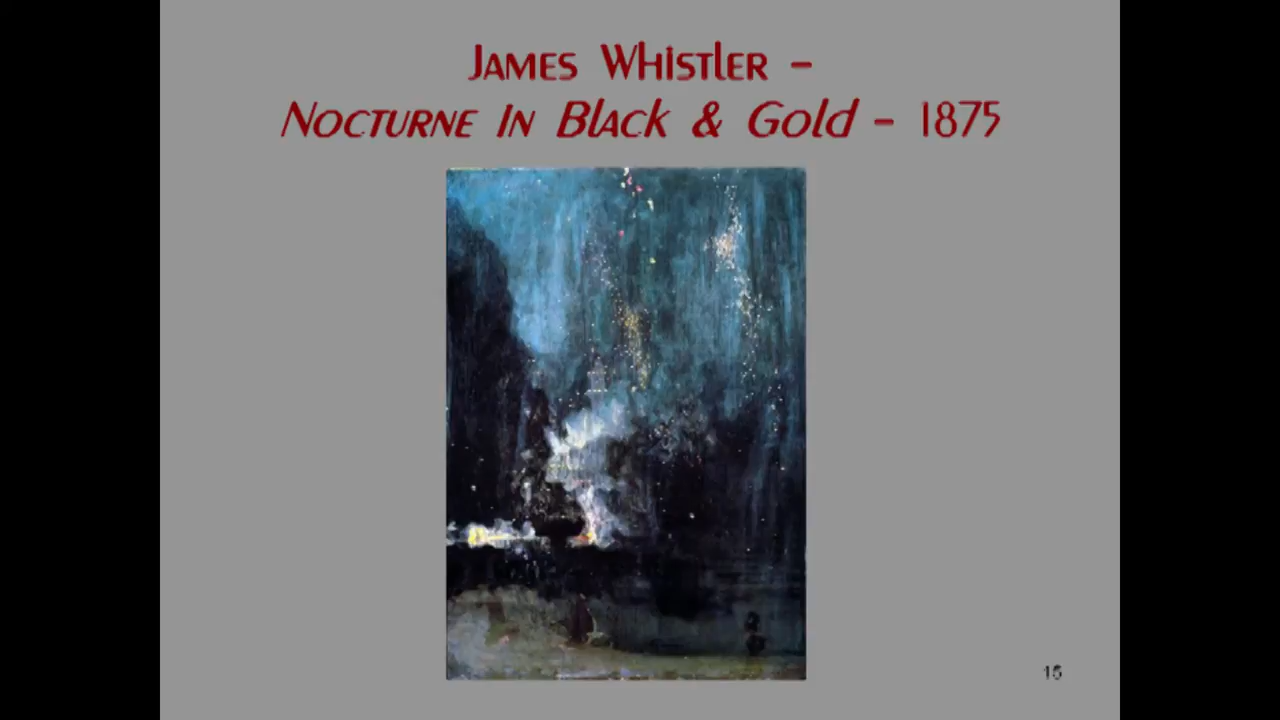 James Whistler –
Nocturne in Black & Gold – 1875
15